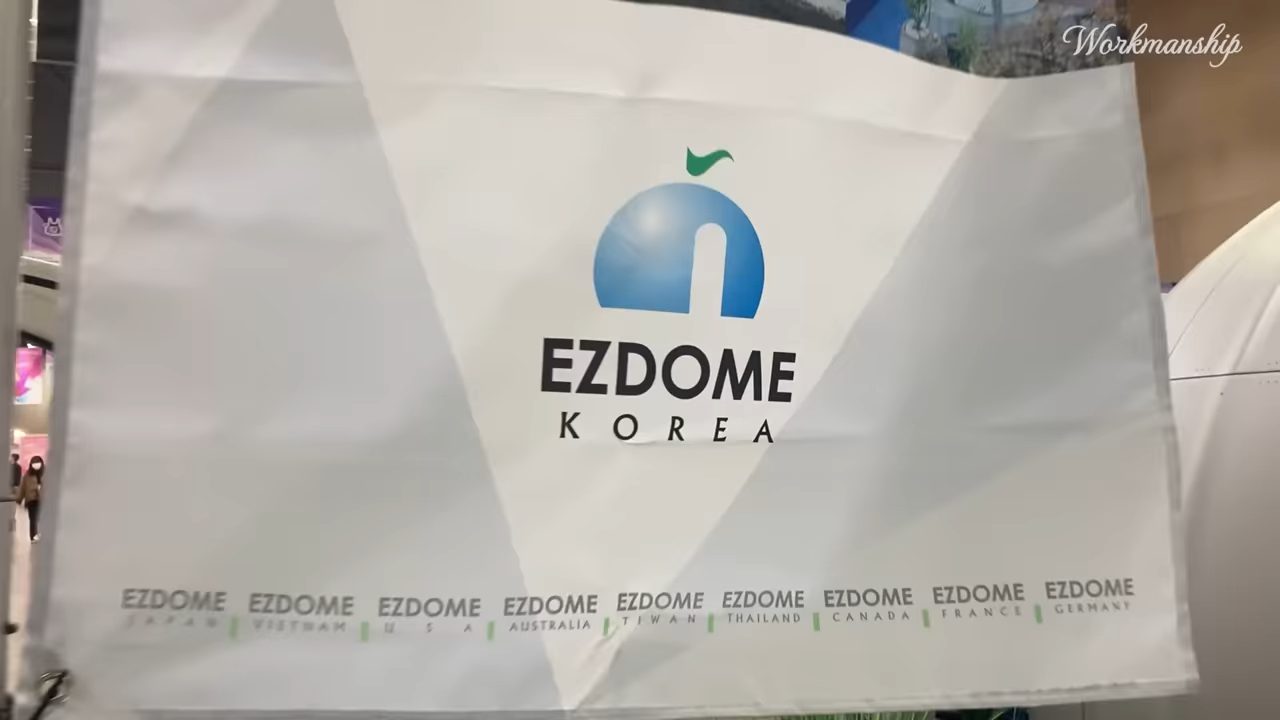 Workmanship
EZDOME
KOREA
EZDOME EZDOME EZDOME EZDOME EZDOME EZDOME EZDOME EZDOME EZDOME
JAPAN VIETNAM USA AUSTRALIA TIWAN THAILAND CANADA FRANCE GERMANY